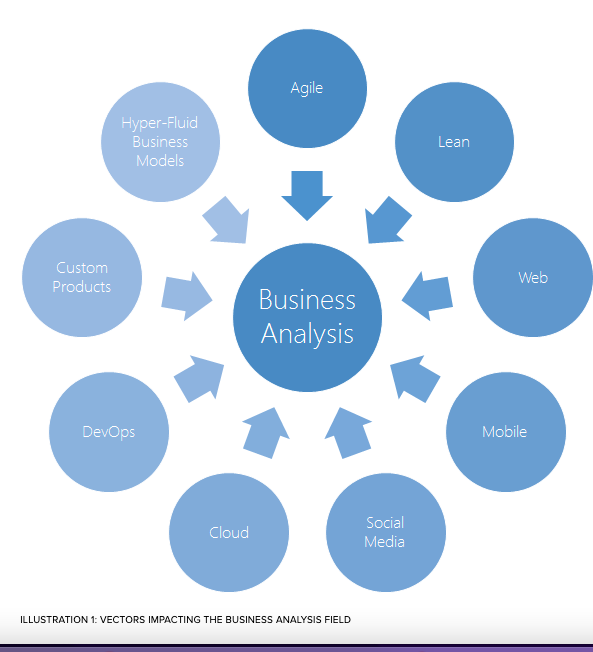 Agile
Lean
Web
Mobile
Social
Media
Cloud
DevOps
Custom
Products
Hyper-Fluid
Business
Models
Business
Analysis
ILLUSTRATION 1: VECTORS IMPACTING THE BUSINESS ANALYSIS FIELD